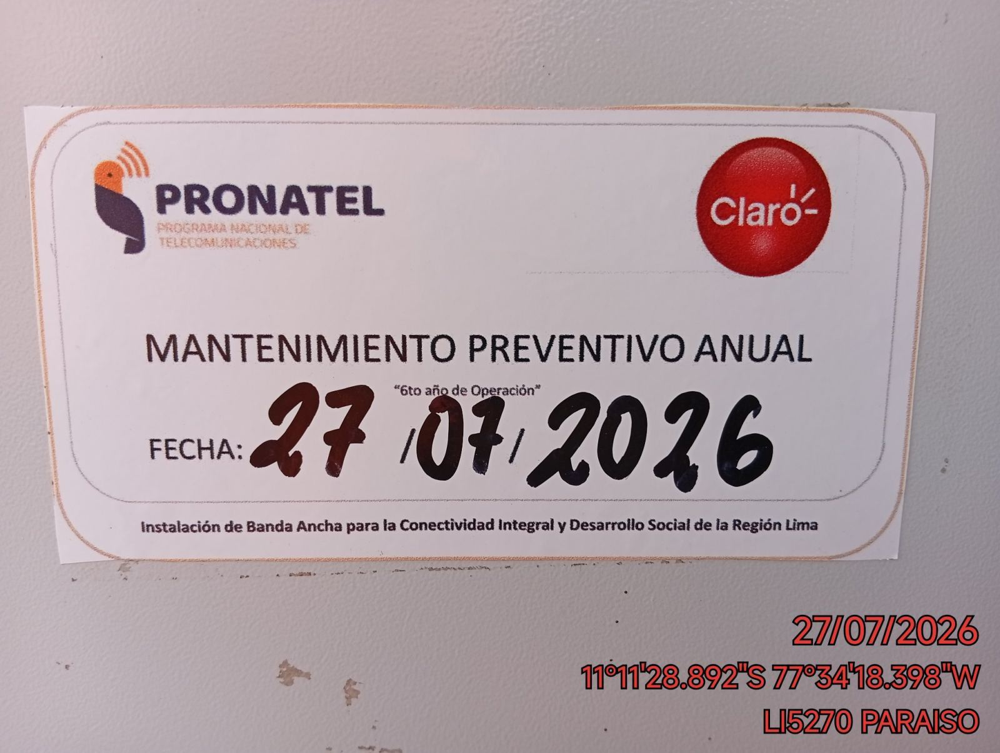 PRONATEL
PROGRAMA NACIONAL DE
TELECOMUNICACIONES
Claro
MANTENIMIENTO PREVENTIVO ANUAL
"6to año de Operación"
FECHA: 27/07/2026
Instalación de Banda Ancha para la Conectividad Integral y Desarrollo Social de la Región Lima
27/07/2026
11°11'28.892"S 77°34'18.398"W
LI5270 PARAISO